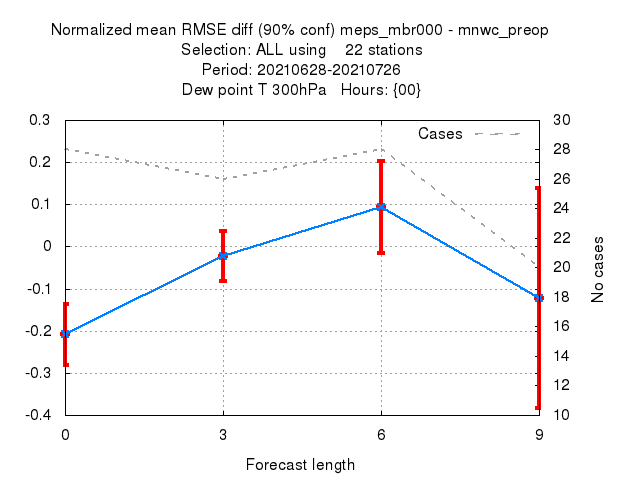 Normalized mean RMSE diff (90% conf) meps_mbr000 - mnwc_preop
Selection: ALL using 22 stations
Period: 20210628-20210726
Dew point T 300hPa Hours: {00}
Cases
0.3
0.2
0.1
0
-0.1
-0.2
-0.3
-0.4
30
28
26
24
22
20
18
16
14
12
10
No cases
0 3 6 9
Forecast length